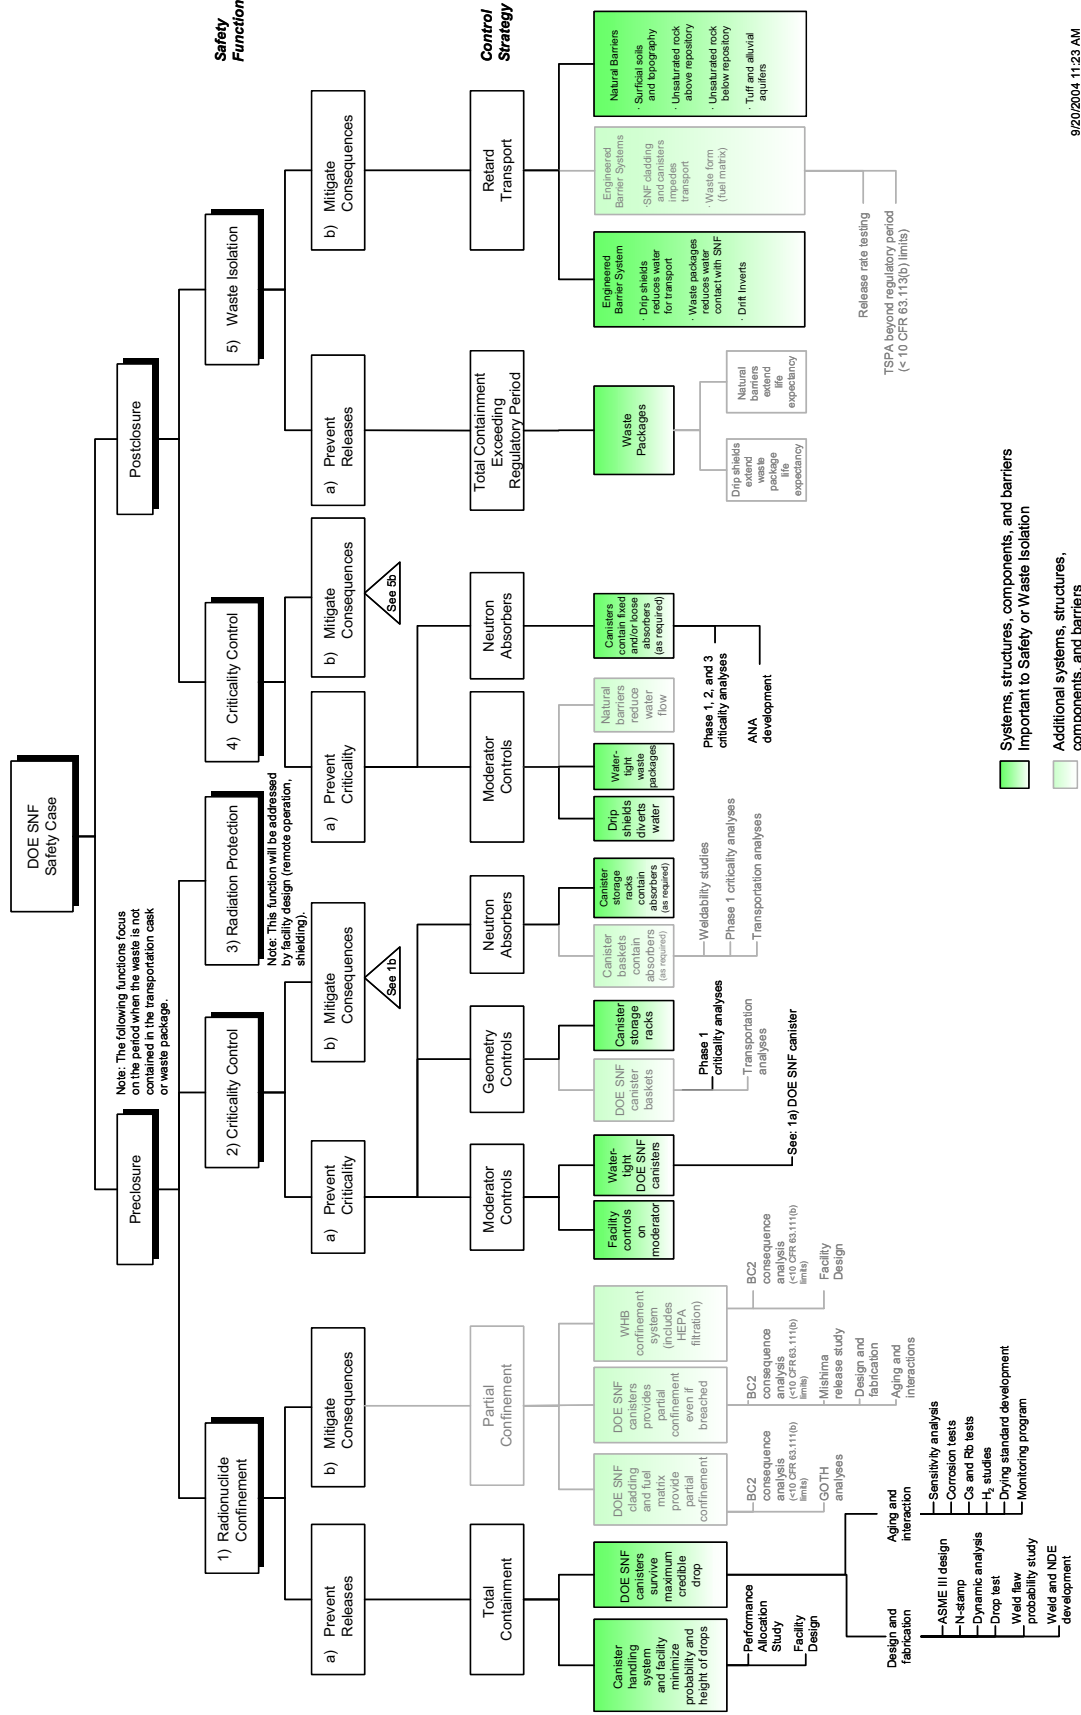 DOE SNF
Safety Case
Preclosure
Postclosure
Note: The following functions focus
on the period when the waste is not
contained in the transportation cask
or waste package.
Safety
Function
1) Radionuclide
Confinement
2) Criticality Control
3) Radiation Protection
Note: This function will be addressed
by facility design (remote operation,
shielding).
4) Criticality Control
5) Waste Isolation
a) Prevent
Releases
b) Mitigate
Consequences
a) Prevent
Criticality
b) Mitigate
Consequences
See 1b
a) Prevent
Criticality
b) Mitigate
Consequences
See 5b
a) Prevent
Releases
b) Mitigate
Consequences
Control
Strategy
Total
Containment
Partial
Confinement
Moderator
Controls
Geometry
Controls
Neutron
Absorbers
Moderator
Controls
Neutron
Absorbers
Total Containment
Exceeding
Regulatory Period
Retard
Transport
Canister
handling
system
and facility
minimize
probability and
height of drops
Performance
Allocation
Study
Facility
Design
DOE SNF
canisters
survive
maximum
credible
drop
Design and
fabrication
ASME III design
N-stamp
Dynamic analysis
Drop test
Weld flaw
probability study
Weld and NDE
development
Aging and
interaction
Sensitivity analysis
Corrosion tests
Cs and Rb tests
H2 studies
Drying standard development
Monitoring program
DOE SNF
cladding
and fuel
matrix
provide
partial
confinement
BC2
consequence
analysis
(<10 CFR 63.111(b)
limits)
GOTH
analyses
DOE SNF
canisters
provides
partial
confinement
even if
breached
BC2
consequence
analysis
(<10 CFR 63.111(b)
limits)
Mishima
release study
Design and
fabrication
Aging and
interactions
WHB
confinement
system
(includes
HEPA
filtration)
BC2
consequence
analysis
(<10 CFR 63.111(b)
limits)
Facility
Design
Facility
controls
on
moderator
Water-
tight
DOE SNF
canisters
See: 1a) DOE SNF canister
DOE SNF
canister
baskets
Phase 1
criticality analyses
Transportation
analyses
Canister
storage
racks
Canister
baskets
contain
absorbers
(as required)
Weldability studies
Phase 1 criticality analyses
Transportation analyses
Canister
storage
racks
contain
absorbers
(as required)
Drip
shields
diverts
water
Water-
tight
waste
packages
Natural
barriers
reduce
water
flow
Canisters
contain fixed
and/or loose
absorbers
(as required)
Phase 1, 2, and 3
criticality analyses
ANA
development
Waste
Packages
Drip shields
extend
waste
package
life
expectancy
Natural
barriers
extend
life
expectancy
Engineered
Barrier System
· Drip shields
reduces water
for transport
· Waste packages
reduces water
contact with SNF
· Drift Inverts
Engineered
Barrier Systems
·SNF cladding
and canisters
impedes
transport
· Waste form
(fuel matrix)
Release rate testing
TSPA beyond regulatory period
(< 10 CFR 63.113(b) limits)
Natural Barriers
· Surficial soils
and topography
· Unsaturated rock
above repository
· Unsaturated rock
below repository
· Tuff and alluvial
aquifers
Systems, structures, components, and barriers
Important to Safety or Waste Isolation
Additional systems, structures,
components, and barriers
9/20/2004 11:23 AM